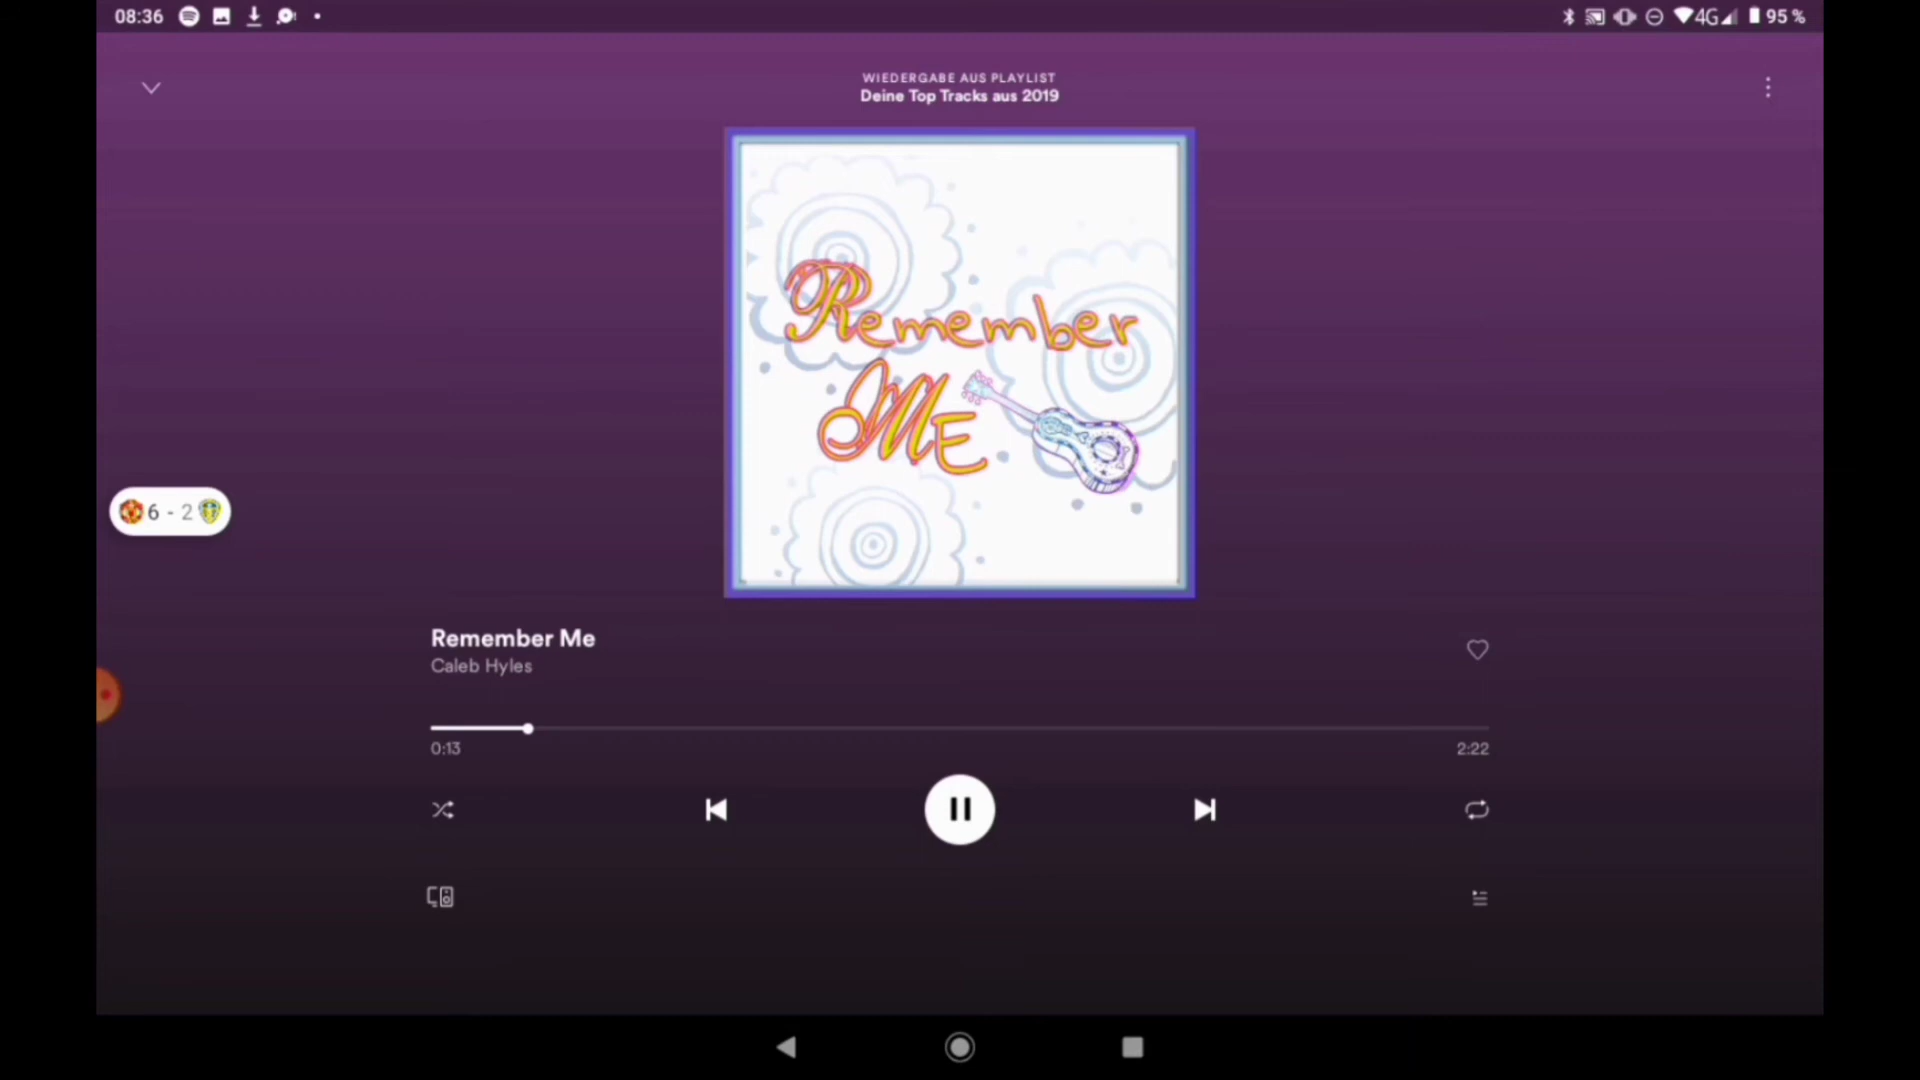 08:36
4G 95 %
WIEDERGABE AUS PLAYLIST
Deine Top Tracks aus 2019
Remember
ME
6 - 2
Remember Me
Caleb Hyles
0:13
2:22